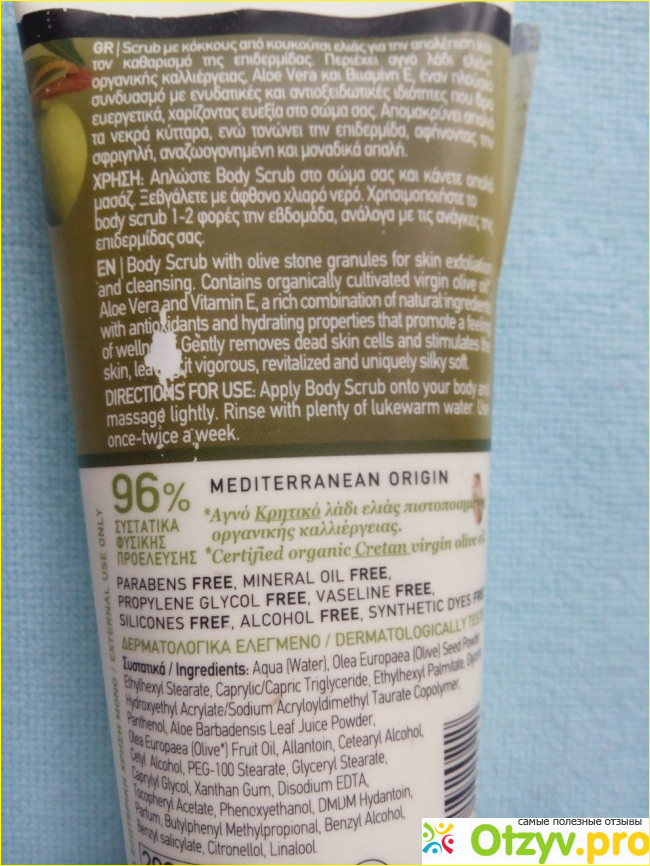 GR | Scrub με κόκκους από κουκούτσι ελιάς για την απολέπιση και
τον καθαρισμό της επιδερμίδας. Περιέχει αγνό λάδι ελιάς*
οργανικής καλλιέργειας, Aloe Vera και Βιταμίνη Ε, έναν πλούσιο
συνδυασμό με ενυδατικές και αντιοξειδωτικές ιδιότητες που δρα
ευεργετικά, χαρίζοντας ευεξία στο σώμα σας. Απομακρύνει απαλά
τα νεκρά κύτταρα, ενώ τονώνει την επιδερμίδα, αφήνοντας την
σφριγηλή, αναζωογονημένη και μοναδικά απαλή.
ΧΡΗΣΗ: Απλώστε Body Scrub στο σώμα σας και κάνετε απαλό
μασάζ. Ξεβγάλετε με άφθονο χλιαρό νερό. Χρησιμοποιήστε το
body scrub 1-2 φορές την εβδομάδα, ανάλογα με τις ανάγκες της
επιδερμίδας σας.
EN | Body Scrub with olive stone granules for skin exfoliation
and cleansing. Contains organically cultivated virgin olive oil*
Aloe Vera and Vitamin E, a rich combination of natural ingredients
with antioxidants and hydrating properties that promote a feeling
of Gently removes dead skin cells and stimulates the
skin, it vigorous, revitalized and uniquely silky soft.
DIRECTIONS FOR USE: Apply Body Scrub onto your body and
massage lightly. Rinse with plenty of lukewarm water. Use
once-twice a week.
96% MEDITERRANEAN ORIGIN
ΣΥΣΤΑΤΙΚΑ
ΦΥΣΙΚΗΣ
ΠΡΟΕΛΕΥΣΗΣ
*Αγνό Κρητικό λάδι ελιάς
οργανικής καλλιέργειας.
*Certified organic Cretan virgin olive
PARABENS FREE, MINERAL OIL FREE,
PROPYLENE GLYCOL FREE, VASELINE FREE,
SILICONES FREE, ALCOHOL FREE, SYNTHETIC DYES
ΔΕΡΜΑΤΟΛΟΓΙΚΑ ΕΛΕΓΜΕΝΟ / DERMATOLOGICALLY
Συστατικά / Ingredients: Aqua (Water), Olea Europaea (Olive) Seed Powder,
Ethylhexyl Stearate, Caprylic/Capric Triglyceride, Ethylhexyl Palmitate,
Hydroxyethyl Acrylate/Sodium Acryloyldimethyl Taurate Copolymer,
Panthenol, Aloe Barbadensis Leaf Juice Powder,
Olea Europaea (Olive*) Fruit Oil, Allantoin, Cetearyl Alcohol,
Cetyl Alcohol, PEG-100 Stearate, Glyceryl Stearate,
Caprylyl Glycol, Xanthan Gum, Disodium EDTA,
Tocopheryl Acetate, Phenoxyethanol, DMDM Hydantoin,
Parfum, Butylphenyl Methylpropional, Benzyl Alcohol,
Benzyl salicylate, Citronellol, Linalool.
ΧΡΗΣΗ ΜΟΝΟ / EXTERNAL USE ONLY
самые полезные отзывы
Otzyv.pro